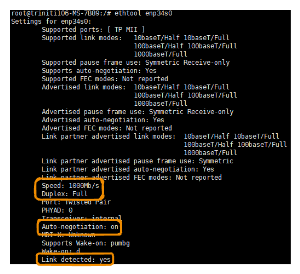 root@triniti106-MS-7B89:/# ethtool enp34s0
Settings for enp34s0:
Supported ports: [ TP MII ]
Supported link modes: 10baseT/Half 10baseT/Full
100baseT/Half 100baseT/Full
1000baseT/Full
Supported pause frame use: Symmetric Receive-only
Supports auto-negotiation: Yes
Supported FEC modes: Not reported
Advertised link modes: 10baseT/Half 10baseT/Full
100baseT/Half 100baseT/Full
1000baseT/Full
Advertised pause frame use: Symmetric Receive-only
Advertised auto-negotiation: Yes
Advertised FEC modes: Not reported
Link partner advertised link modes: 10baseT/Half 10baseT/Full
100baseT/Half 100baseT/Full
1000baseT/Full
Link partner advertised pause frame use: Symmetric
Link partner advertised auto-negotiation: Yes
Link partner advertised FEC modes: Not reported
Speed: 1000Mb/s
Duplex: Full
Port: Twisted Pair
PHYAD: 0
Transceiver: internal
Auto-negotiation: on
MDI-X: Unknown
Supports Wake-on: pumbg
Wake-on: d
Link detected: yes